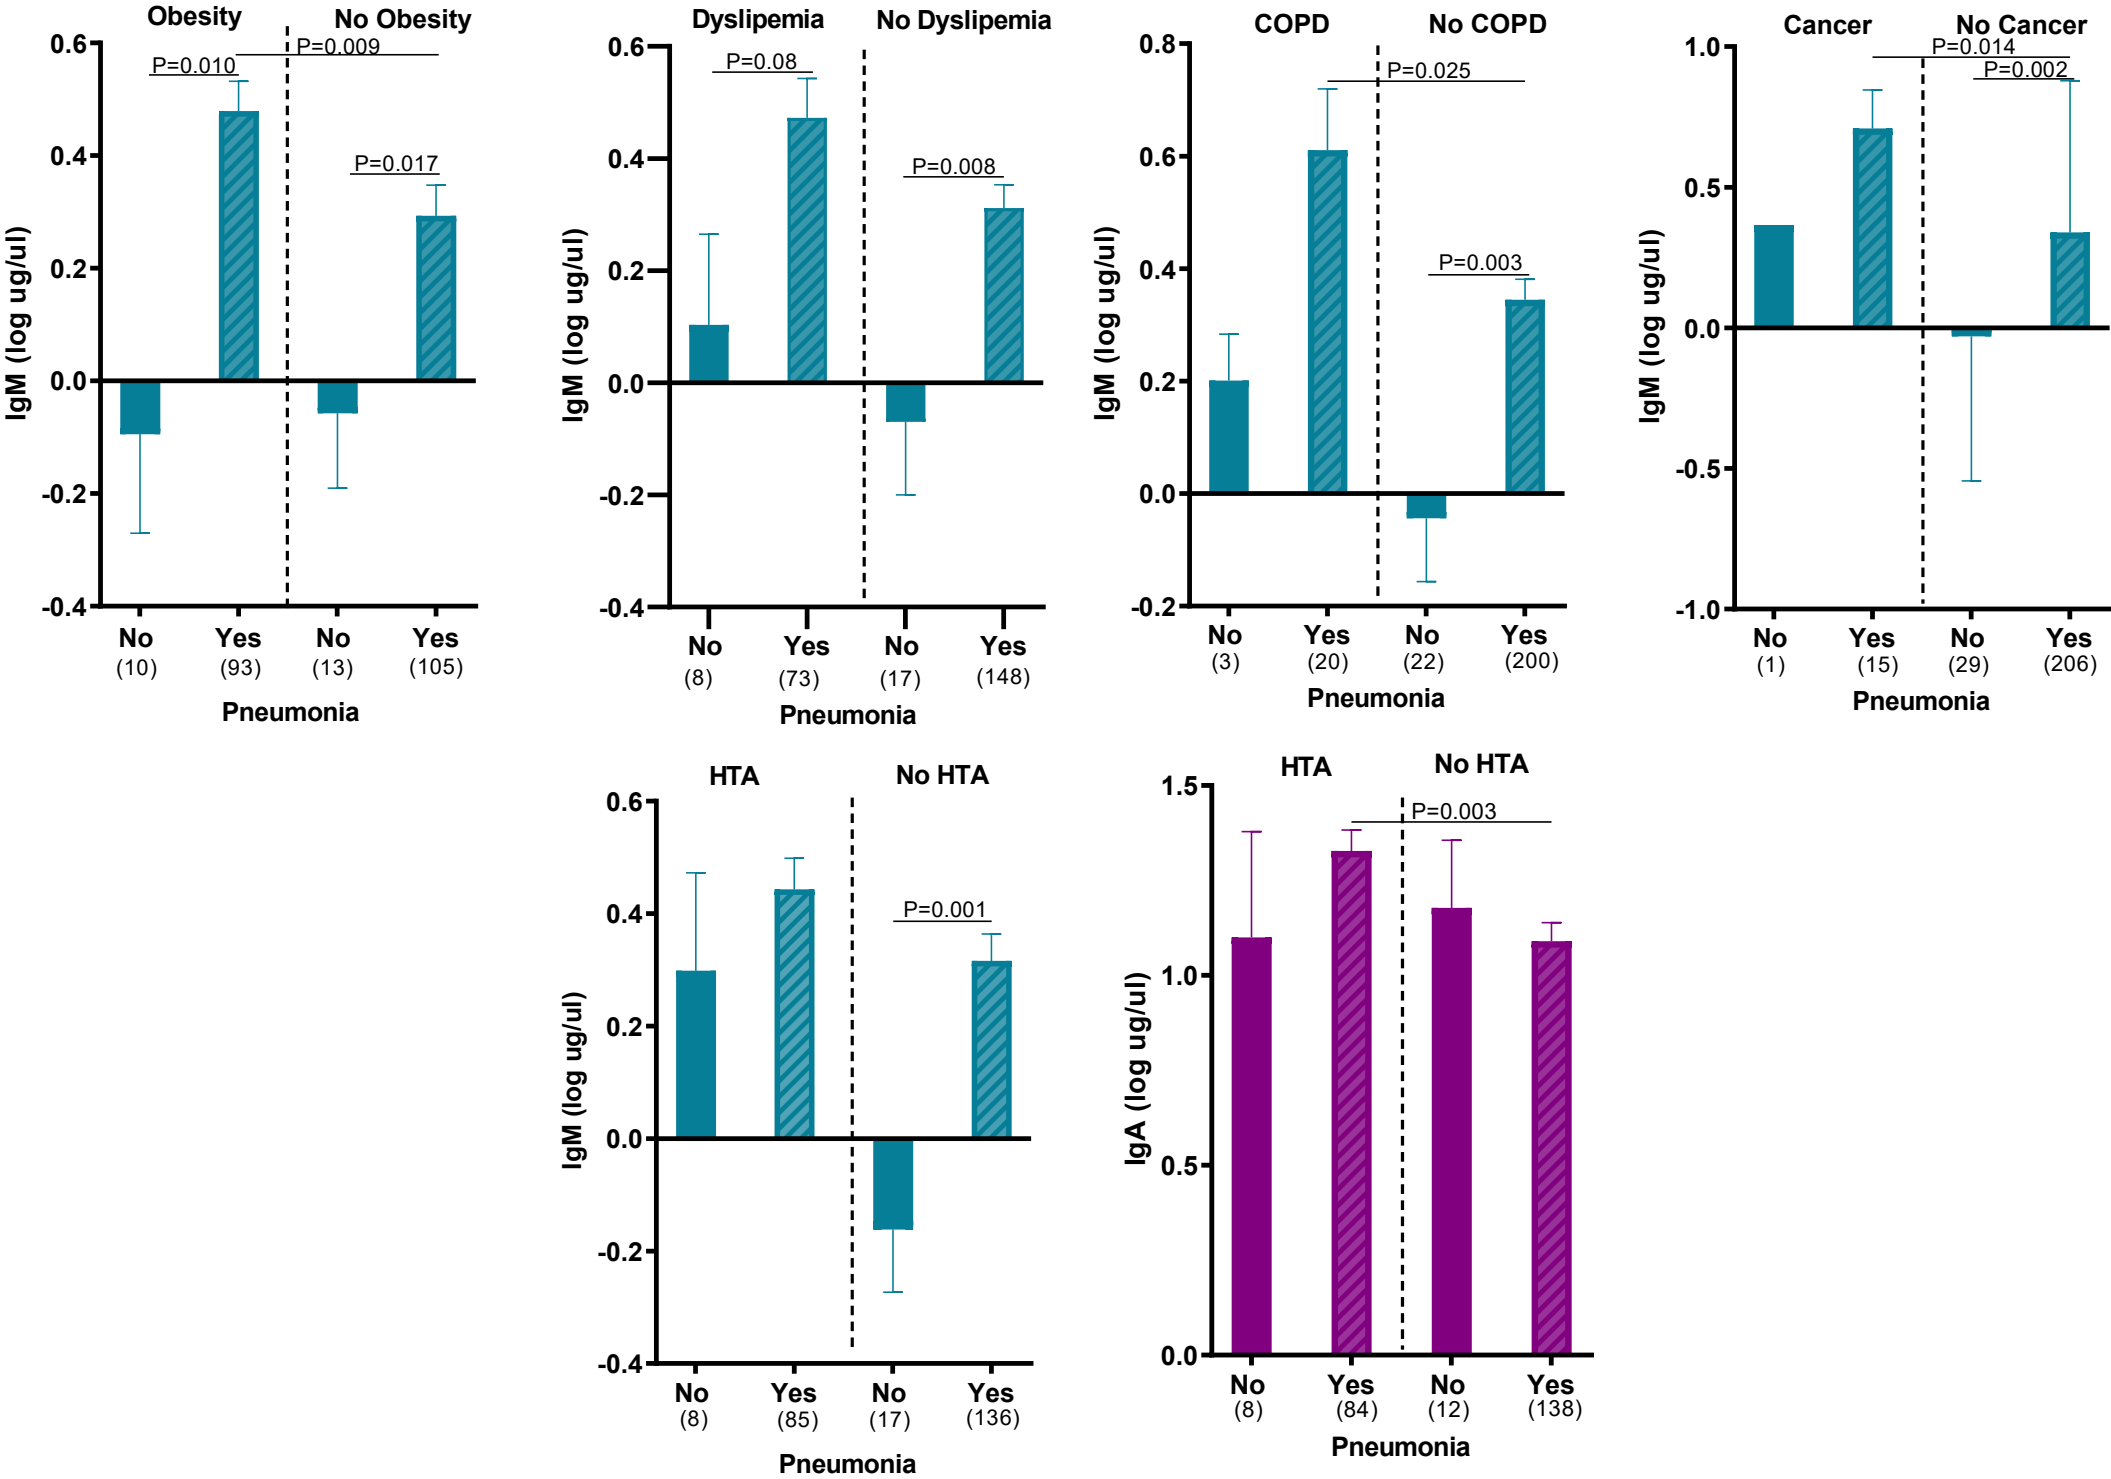 Obesity No Obesity
P=0.009
P=0.010
P=0.017
IgM (log ug/ul)
0.6
0.4
0.2
0.0
-0.2
-0.4
No Yes No Yes
(10) (93) (13) (105)
Pneumonia
Dyslipemia No Dyslipemia
P=0.08
P=0.008
IgM (log ug/ul)
0.6
0.4
0.2
0.0
-0.2
-0.4
No Yes No Yes
(8) (73) (17) (148)
Pneumonia
COPD No COPD
P=0.025
P=0.003
IgM (log ug/ul)
0.8
0.6
0.4
0.2
0.0
-0.2
No Yes No Yes
(3) (20) (22) (200)
Pneumonia
Cancer No Cancer
P=0.014
P=0.002
IgM (log ug/ul)
1.0
0.5
0.0
-0.5
-1.0
No Yes No Yes
(1) (15) (29) (206)
Pneumonia
HTA No HTA
P=0.001
IgM (log ug/ul)
0.6
0.4
0.2
0.0
-0.2
-0.4
No Yes No Yes
(8) (85) (17) (136)
Pneumonia
HTA No HTA
P=0.003
IgA (log ug/ul)
1.5
1.0
0.5
0.0
No Yes No Yes
(8) (84) (12) (138)
Pneumonia